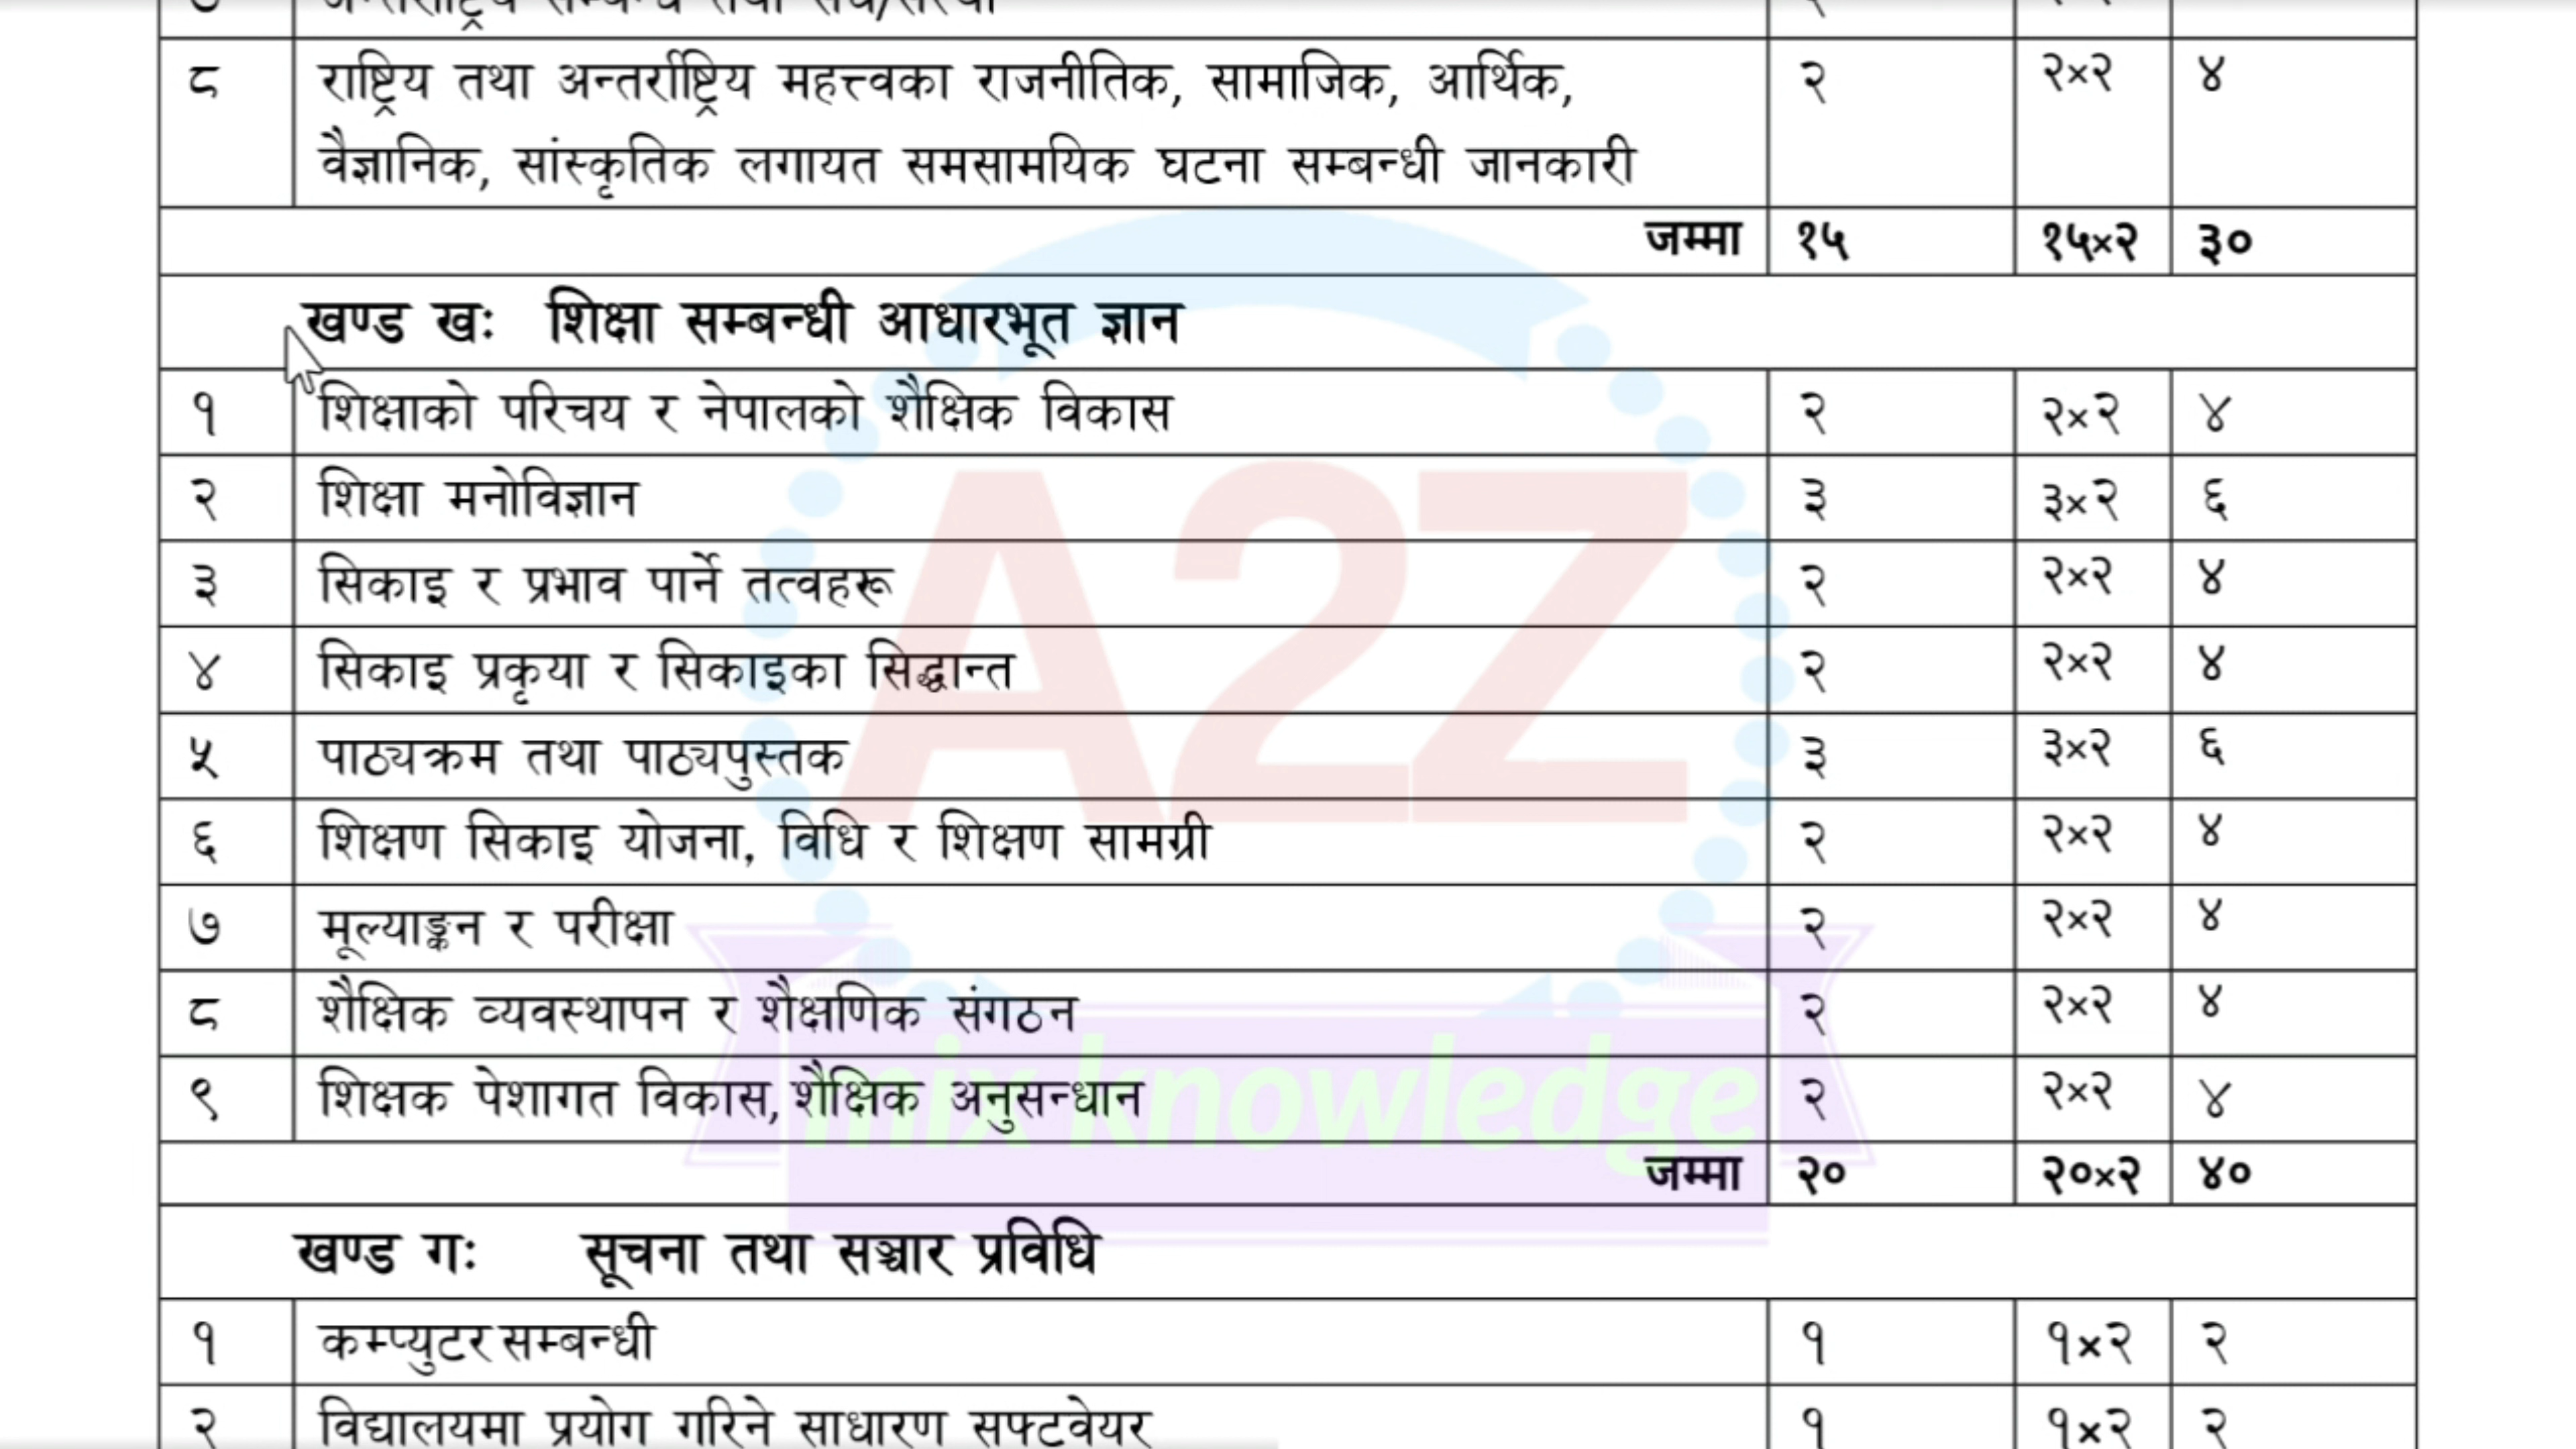 ८ राष्ट्रिय तथा अन्तर्राष्ट्रिय महत्त्वका राजनीतिक, सामाजिक, आर्थिक, २ २×२ ४
वैज्ञानिक, सांस्कृतिक लगायत समसामयिक घटना सम्बन्धी जानकारी
जम्मा १५ १५×२ ३०
खण्ड खः शिक्षा सम्बन्धी आधारभूत ज्ञान
१ शिक्षाको परिचय र नेपालको शैक्षिक विकास २ २×२ ४
२ शिक्षा मनोविज्ञान ३ ३×२ ६
३ सिकाइ र प्रभाव पार्ने तत्वहरू २ २×२ ४
४ सिकाइ प्रकृया र सिकाइका सिद्धान्त २ २×२ ४
५ पाठ्यक्रम तथा पाठ्यपुस्तक ३ ३×२ ६
६ शिक्षण सिकाइ योजना, विधि र शिक्षण सामग्री २ २×२ ४
७ मूल्याङ्कन र परीक्षा २ २×२ ४
८ शैक्षिक व्यवस्थापन र शैक्षणिक संगठन २ २×२ ४
९ शिक्षक पेशागत विकास, शैक्षिक अनुसन्धान २ २×२ ४
जम्मा २० २०×२ ४०
खण्ड गः सूचना तथा सञ्चार प्रविधि
१ कम्प्युटर सम्बन्धी १ १×२ २
२ विद्यालयमा प्रयोग गरिने साधारण सफ्टवेयर १ १×२ २
A2Z
mix knowledge